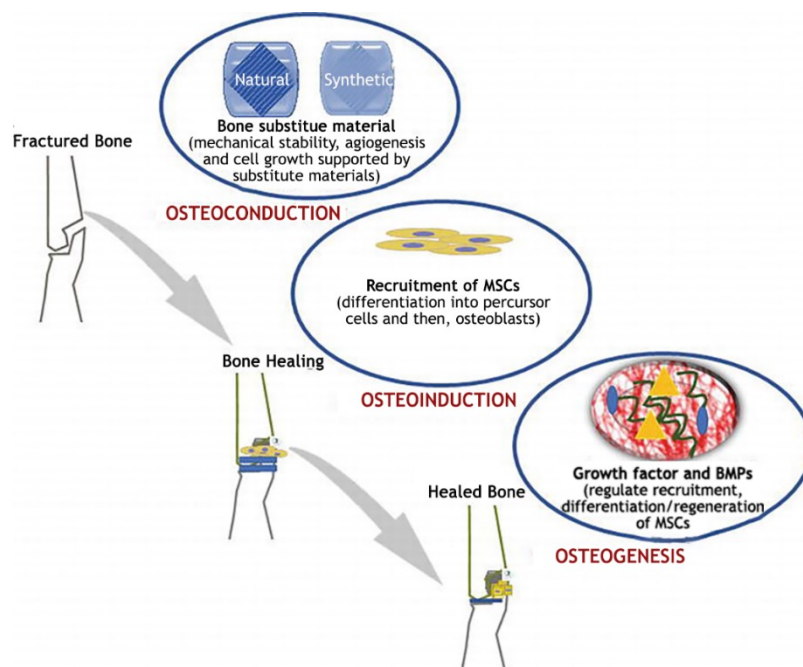 Natural
Synthetic
Bone substitue material
(mechanical stability, agiogenesis
and cell growth supported by
substitute materials)
Fractured Bone
OSTEOCONDUCTION
Recruitment of MSCs
(differentiation into percursor
cells and then, osteoblasts)
Bone Healing
OSTEOINDUCTION
Growth factor and BMPs
(regulate recruitment,
differentiation/regeneration
of MSCs
Healed Bone
OSTEOGENESIS